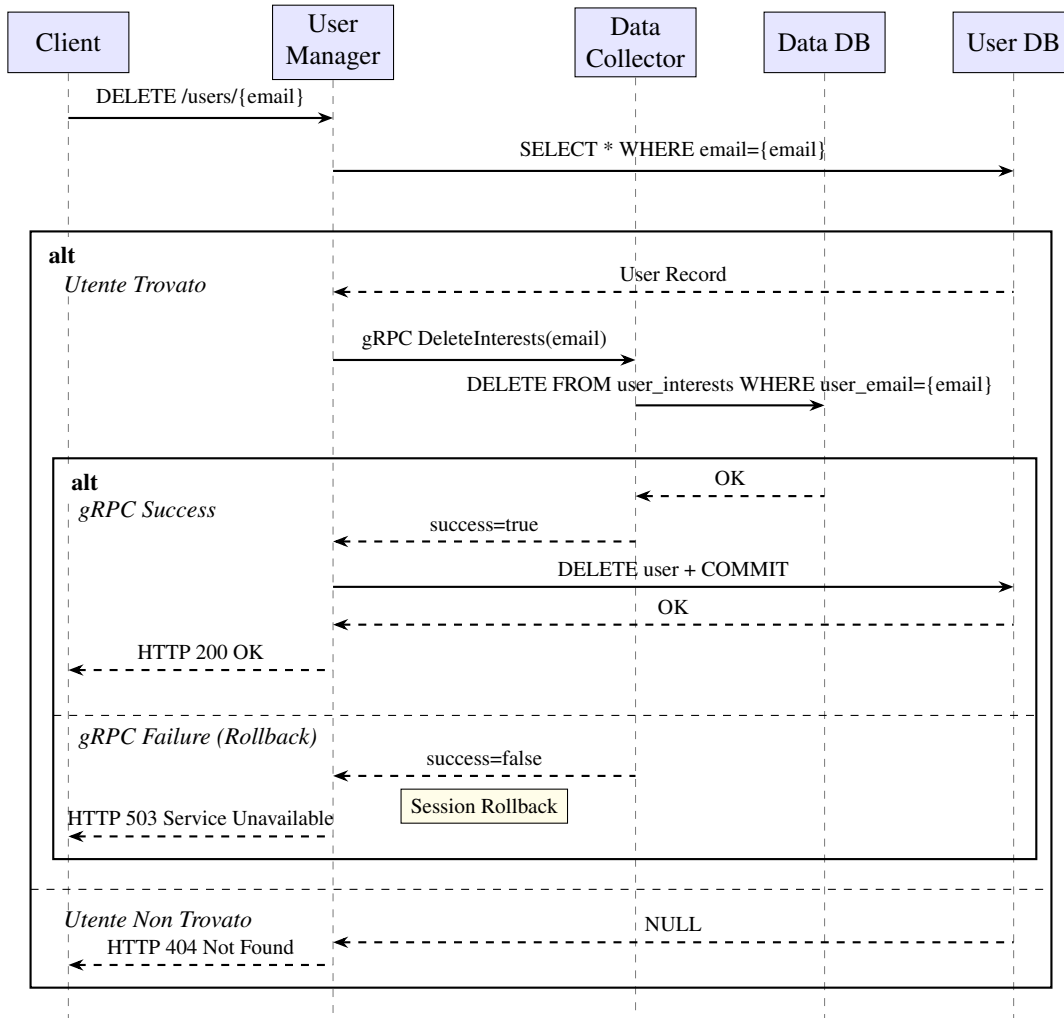 Client
User
Manager
Data
Collector
Data DB
User DB
DELETE /users/{email}
SELECT * WHERE email={email}
alt
Utente Trovato
User Record
gRPC DeleteInterests(email)
DELETE FROM user_interests WHERE user_email={email}
alt
gRPC Success
OK
success=true
DELETE user + COMMIT
OK
HTTP 200 OK
gRPC Failure (Rollback)
success=false
Session Rollback
HTTP 503 Service Unavailable
Utente Non Trovato
NULL
HTTP 404 Not Found